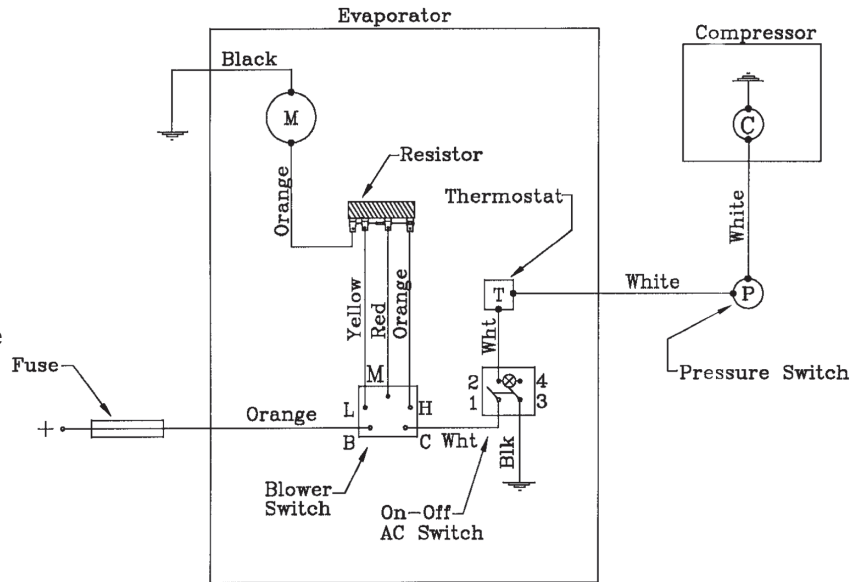 Evaporator
Compressor
Black
M
C
Resistor
Orange
Thermostat
White
White
T
P
Yellow
Red
Orange
Wht
Fuse
Pressure Switch
M
2
4
L
H
1
3
+
Orange
B
C
Wht
Blk
Blower
Switch
On-Off
AC Switch